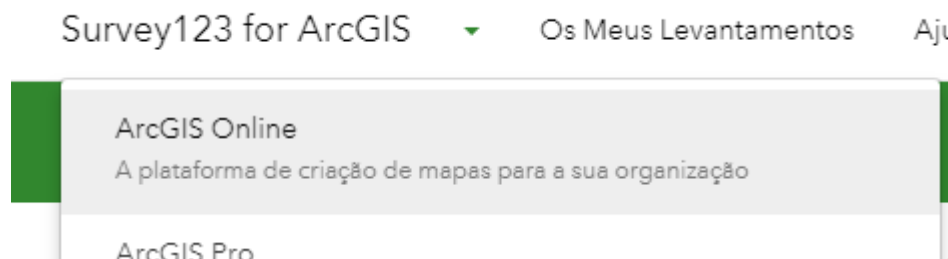 Survey123 for ArcGIS Os Meus Levantamentos
ArcGIS Online
A plataforma de criação de mapas para a sua organização
ArcGIS Pro